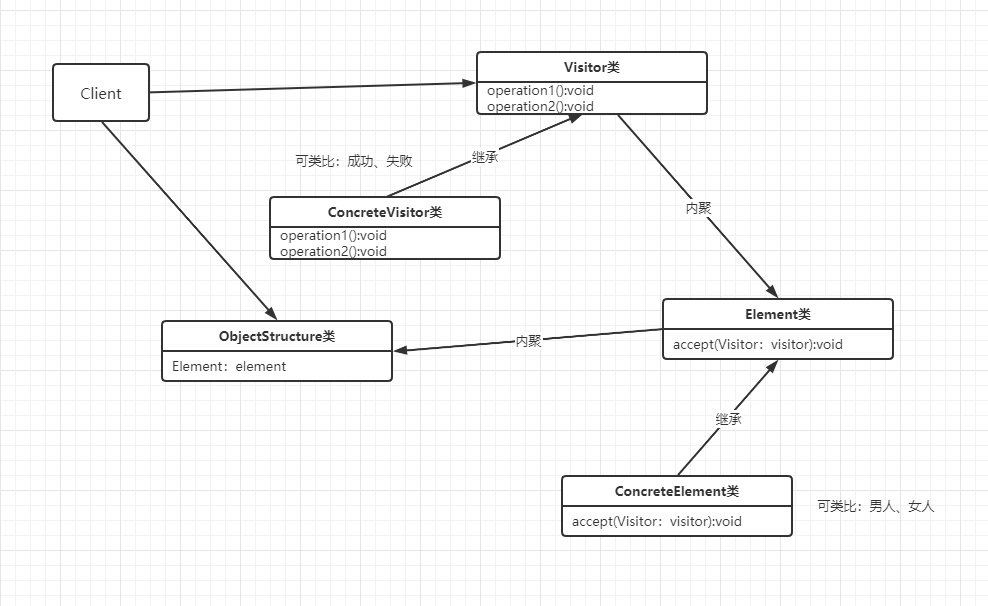 Visitor类
Client
operation1():void
operation2():void
可类比：成功、失败
继承
ConcreteVisitor类
内聚
operation1():void
operation2():void
Element类
ObjectStructure类
内聚
accept(Visitor：visitor):void
Element：element
继承
ConcreteElement类
可类比：男人、女人
accept(Visitor：visitor):void